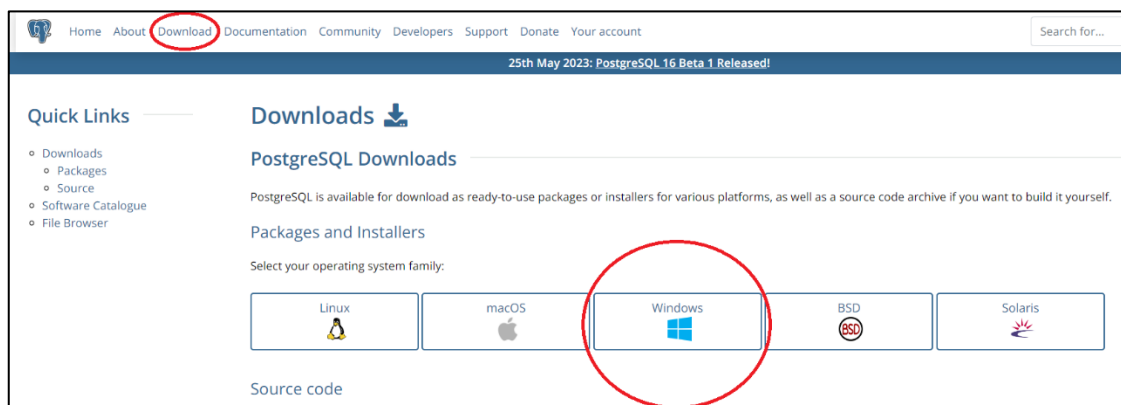 Home About Download Documentation Community Developers Support Donate Your account Search for...
25th May 2023: PostgreSQL 16 Beta 1 Released!
Quick Links
Downloads
Packages
Source
Software Catalogue
File Browser
Downloads
PostgreSQL Downloads
PostgreSQL is available for download as ready-to-use packages or installers for various platforms, as well as a source code archive if you want to build it yourself.
Packages and Installers
Select your operating system family:
Linux macOS Windows BSD Solaris
BSD
Source code